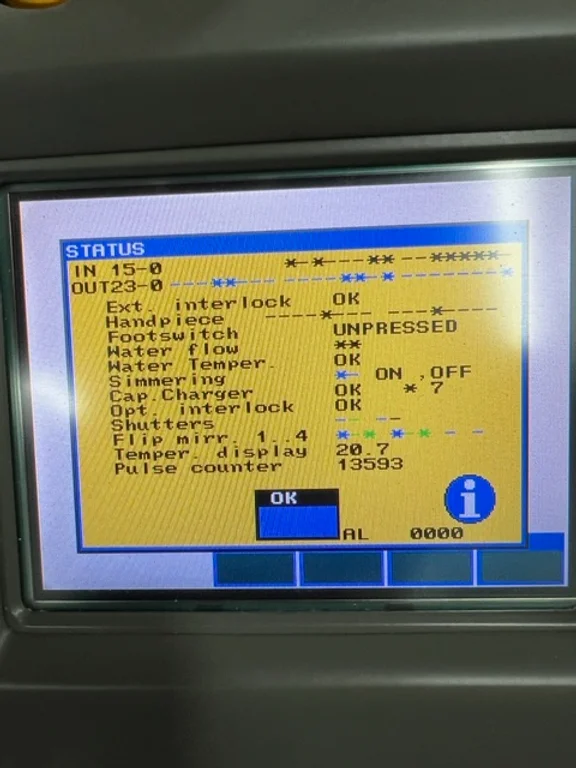 STATUS
IN 15-0 *-*---**---*****-
OUT23-0 ---**-------**-*-------*
Ext. interlock OK
Handpiece -----*-------*----
Footswitch UNPRESSED
Water flow **
Water Temper. OK
Simmering *- ON ,OFF
Cap.Charger OK * 7
Opt. interlock OK
Shutters - --
Flip mirr. 1..4 *-*-*-*- - -
Temper. display 20.7
Pulse counter 13593
OK
i
AL 0000